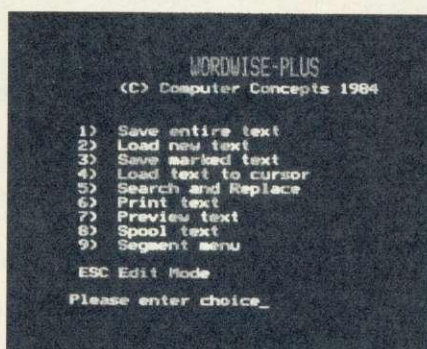 WORDWISE-PLUS
(C) Computer Concepts 1984
1) Save entire text
2) Load new text
3) Save marked text
4) Load text to cursor
5) Search and Replace
6) Print text
7) Preview text
8) Spool text
9) Segment menu
ESC Edit Mode
Please enter choice_